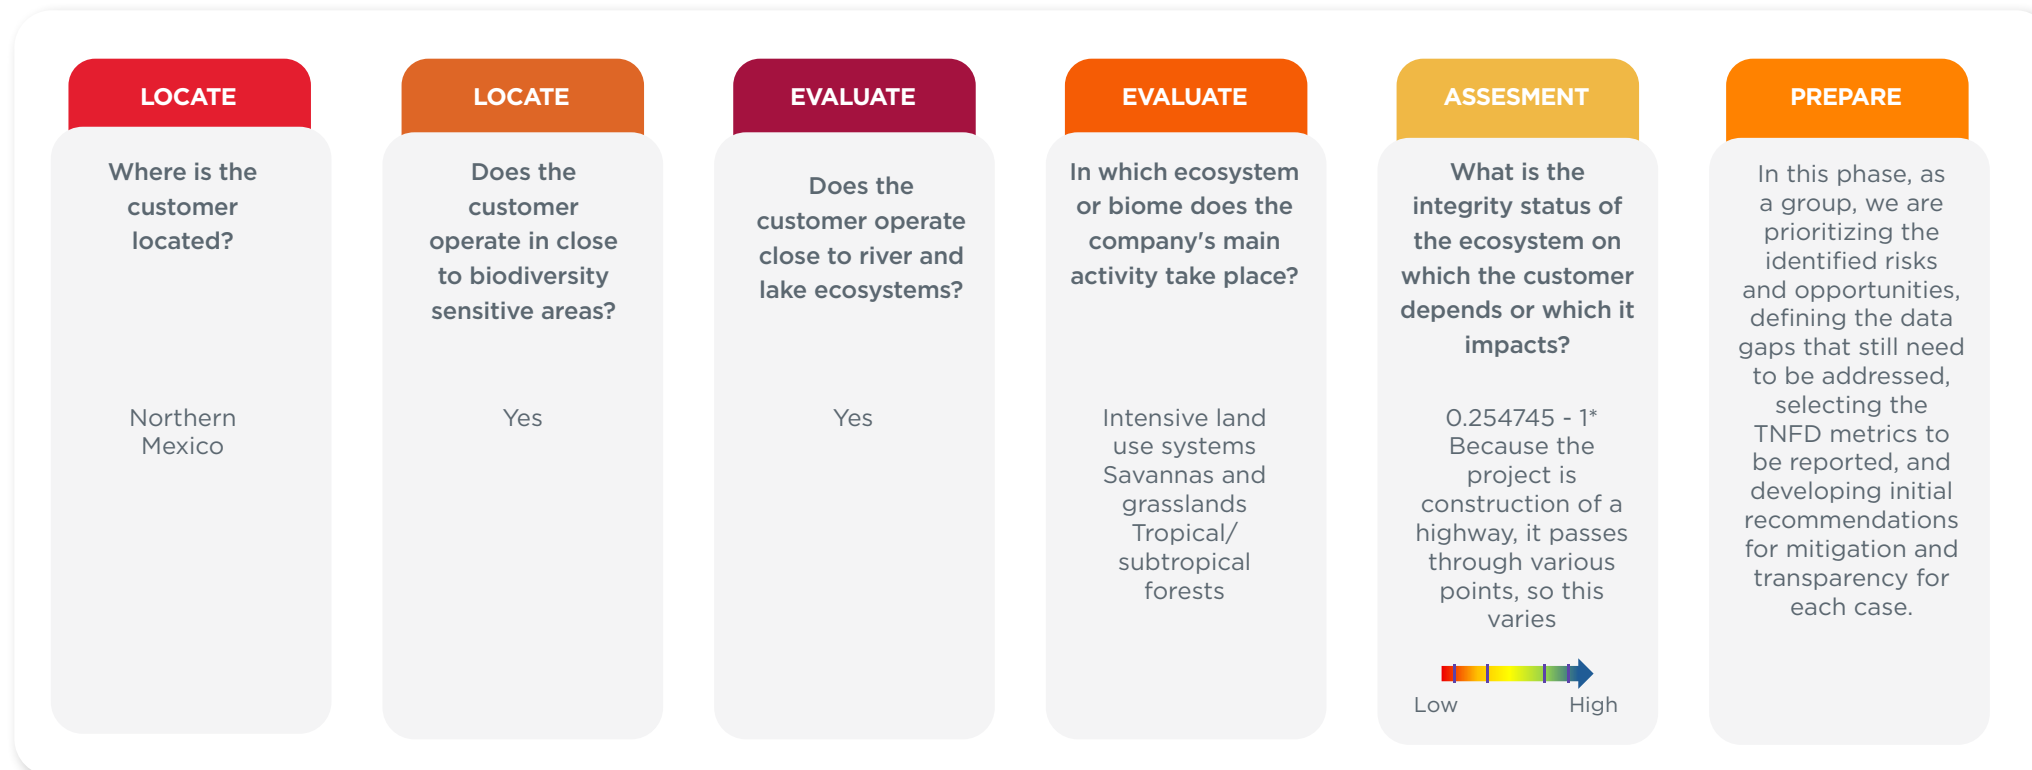 LOCATE
Where is the
customer
located?
Northern
Mexico
LOCATE
Does the
customer
operate in close
to biodiversity
sensitive areas?
Yes
EVALUATE
Does the
customer operate
close to river and
lake ecosystems?
Yes
EVALUATE
In which ecosystem
or biome does the
company's main
activity take place?
Intensive land
use systems
Savannas and
grasslands
Tropical/
subtropical
forests
ASSESMENT
What is the
integrity status of
the ecosystem on
which the customer
depends or which it
impacts?
0.254745 - 1*
Because the
project is
construction of a
highway, it passes
through various
points, so this
varies
Low High
PREPARE
In this phase, as
a group, we are
prioritizing the
identified risks
and opportunities,
defining the data
gaps that still need
to be addressed,
selecting the
TNFD metrics to
be reported, and
developing initial
recommendations
for mitigation and
transparency for
each case.